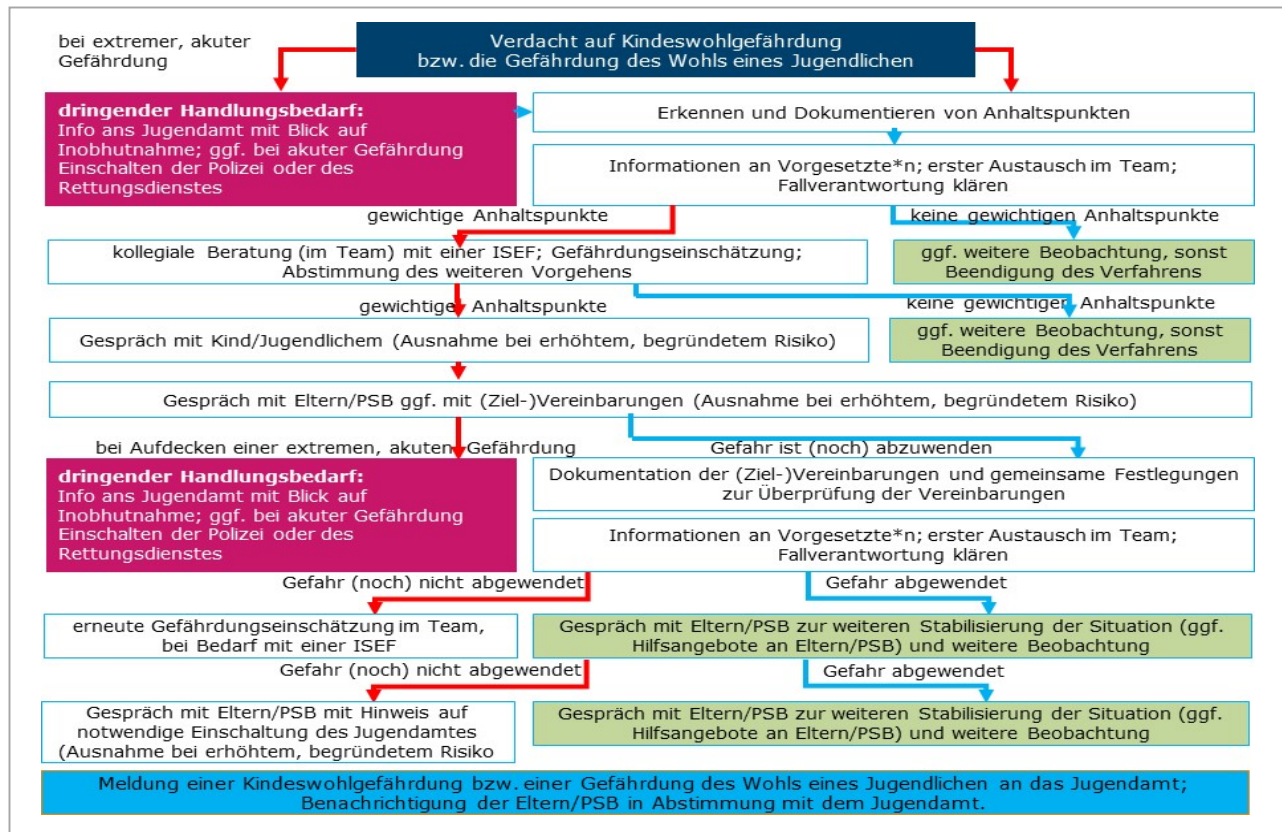 bei extremer, akuter
Gefährdung
Verdacht auf Kindeswohlgefährdung
bzw. die Gefährdung des Wohls eines Jugendlichen
dringender Handlungsbedarf:
Info ans Jugendamt mit Blick auf
Inobhutnahme; ggf. bei akuter Gefährdung
Einschalten der Polizei oder des
Rettungsdienstes
Erkennen und Dokumentieren von Anhaltspunkten
Informationen an Vorgesetzte*n; erster Austausch im Team;
Fallverantwortung klären
gewichtige Anhaltspunkte
keine gewichtigen Anhaltspunkte
kollegiale Beratung (im Team) mit einer ISEF; Gefährdungseinschätzung;
Abstimmung des weiteren Vorgehens
ggf. weitere Beobachtung, sonst
Beendigung des Verfahrens
gewichtige Anhaltspunkte
keine gewichtigen Anhaltspunkte
Gespräch mit Kind/Jugendlichem (Ausnahme bei erhöhtem, begründetem Risiko)
ggf. weitere Beobachtung, sonst
Beendigung des Verfahrens
Gespräch mit Eltern/PSB ggf. mit (Ziel-)Vereinbarungen (Ausnahme bei erhöhtem, begründetem Risiko)
bei Aufdecken einer extremen, akuten Gefährdung
Gefahr ist (noch) abzuwenden
dringender Handlungsbedarf:
Info ans Jugendamt mit Blick auf
Inobhutnahme; ggf. bei akuter Gefährdung
Einschalten der Polizei oder des
Rettungsdienstes
Dokumentation der (Ziel-)Vereinbarungen und gemeinsame Festlegungen
zur Überprüfung der Vereinbarungen
Informationen an Vorgesetzte*n; erster Austausch im Team;
Fallverantwortung klären
Gefahr (noch) nicht abgewendet
Gefahr abgewendet
erneute Gefährdungseinschätzung im Team,
bei Bedarf mit einer ISEF
Gespräch mit Eltern/PSB zur weiteren Stabilisierung der Situation (ggf.
Hilfsangebote an Eltern/PSB) und weitere Beobachtung
Gefahr (noch) nicht abgewendet
Gefahr abgewendet
Gespräch mit Eltern/PSB mit Hinweis auf
notwendige Einschaltung des Jugendamtes
(Ausnahme bei erhöhtem, begründetem Risiko
Gespräch mit Eltern/PSB zur weiteren Stabilisierung der Situation (ggf.
Hilfsangebote an Eltern/PSB) und weitere Beobachtung
Meldung einer Kindeswohlgefährdung bzw. einer Gefährdung des Wohls eines Jugendlichen an das Jugendamt;
Benachrichtigung der Eltern/PSB in Abstimmung mit dem Jugendamt.